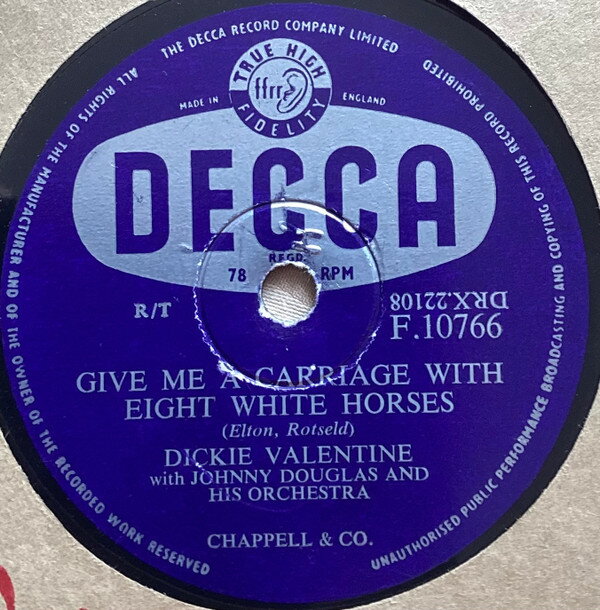 THE DECCA RECORD COMPANY LIMITED
ALL RIGHTS OF THE MANUFACTURER AND OF THE OWNER OF THE RECORDED WORK RESERVED
UNAUTHORISED PUBLIC PERFORMANCE BROADCASTING AND COPYING OF THIS RECORD PROHIBITED
TRUE HIGH
ffrr
FIDELITY
MADE IN
ENGLAND
DECCA
REGD
78 RPM
R/T
DRX.22108
F.10766
GIVE ME A CARRIAGE WITH
EIGHT WHITE HORSES
(Elton, Rotseld)
DICKIE VALENTINE
with JOHNNY DOUGLAS AND
HIS ORCHESTRA
CHAPPELL & CO.